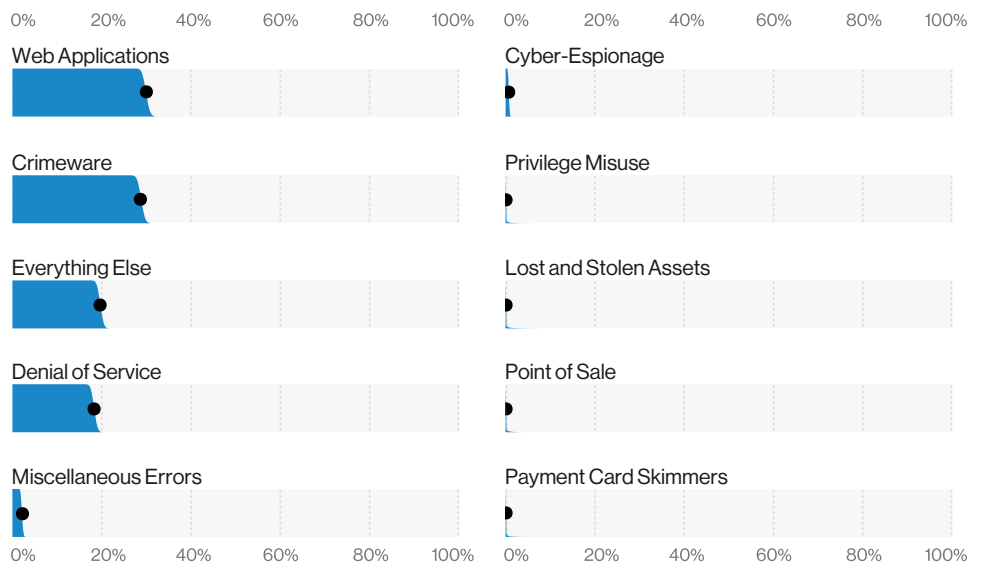 0% 20% 40% 60% 80% 100%
Web Applications
Crimeware
Everything Else
Denial of Service
Miscellaneous Errors
0% 20% 40% 60% 80% 100%
0% 20% 40% 60% 80% 100%
Cyber-Espionage
Privilege Misuse
Lost and Stolen Assets
Point of Sale
Payment Card Skimmers
0% 20% 40% 60% 80% 100%